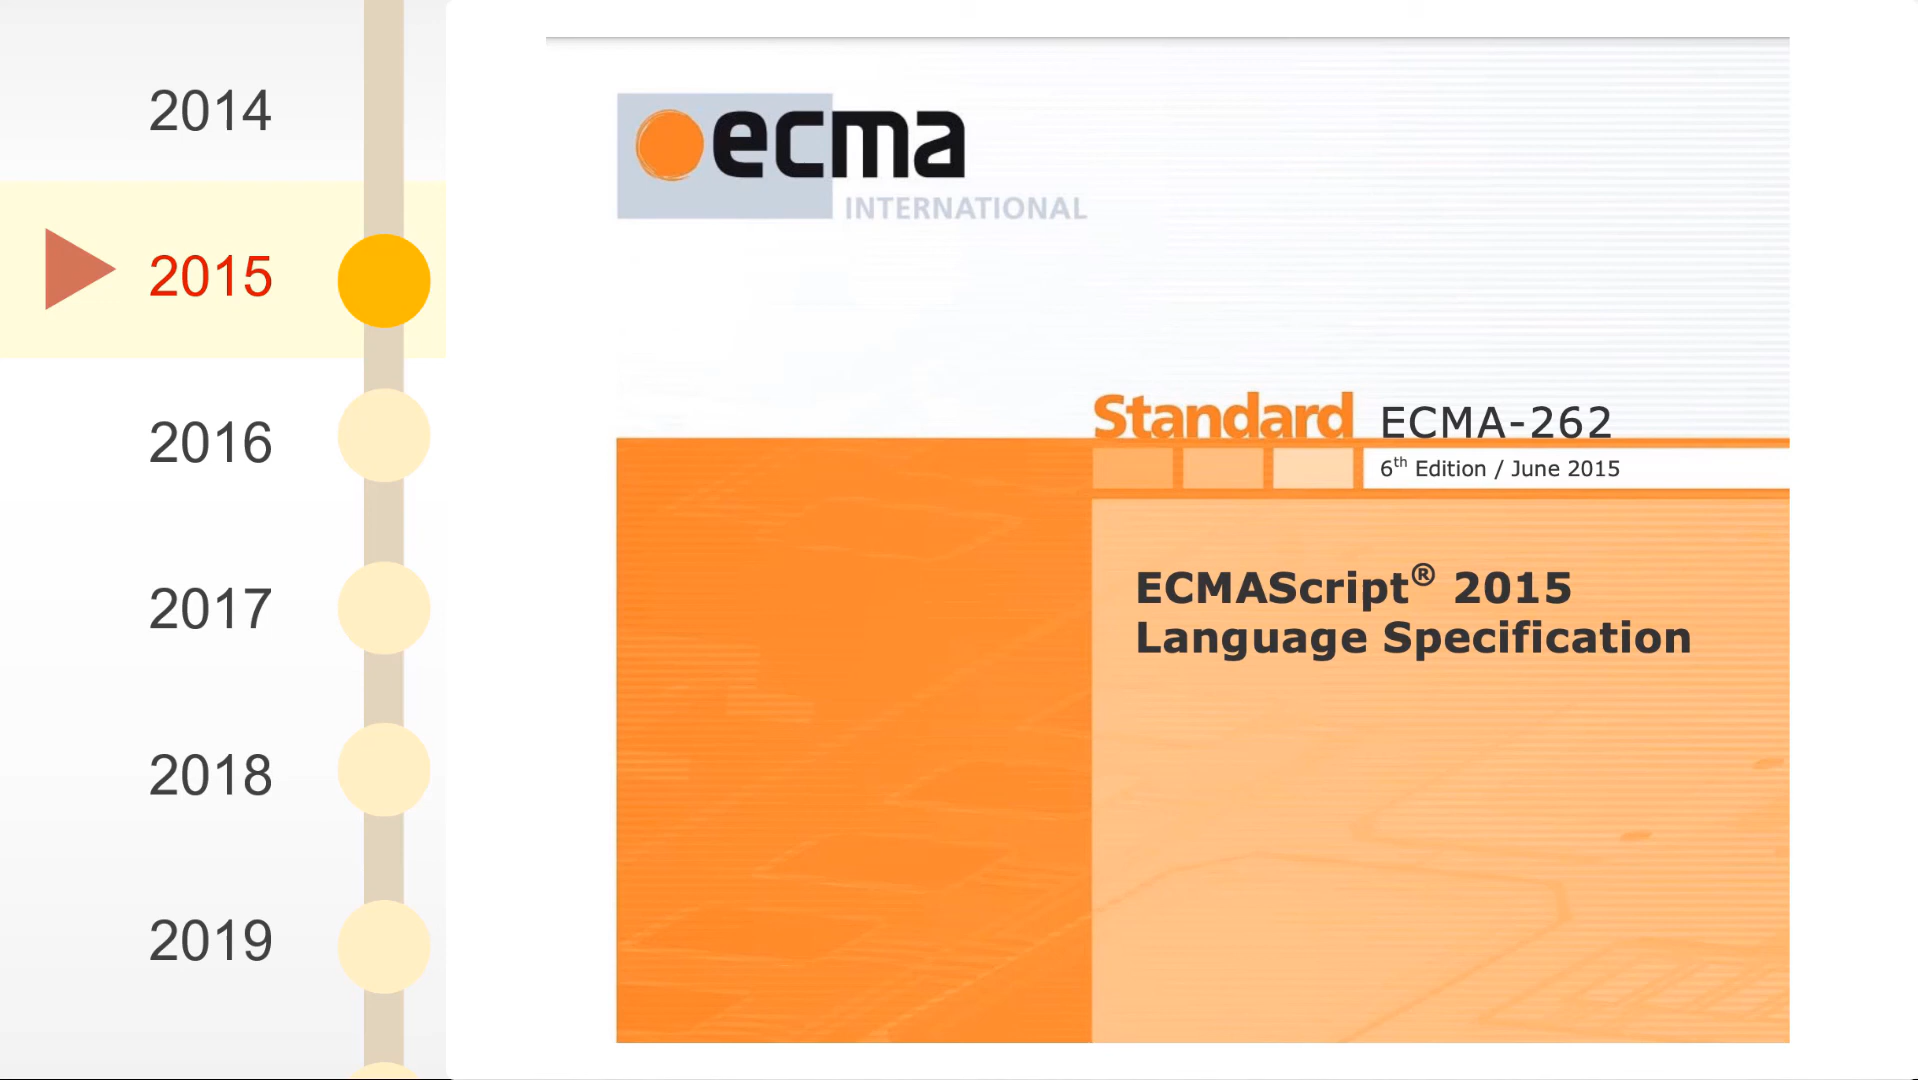 2014
2015
2016
2017
2018
2019
ecma
INTERNATIONAL
Standard ECMA-262
6th Edition / June 2015
ECMAScript® 2015
Language Specification